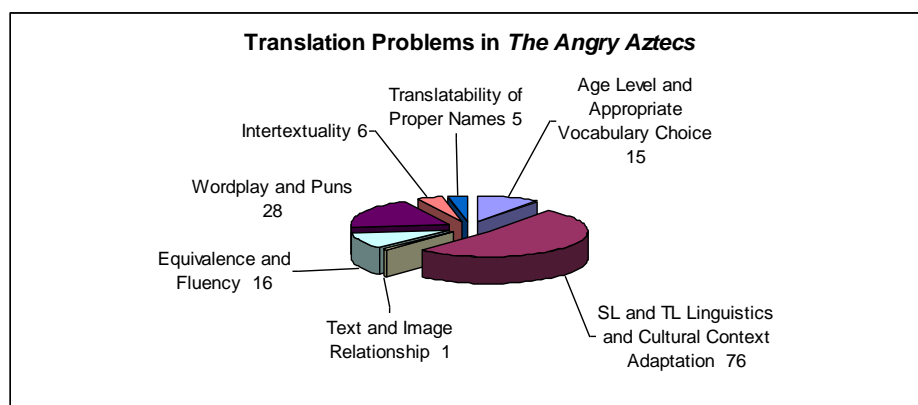 Translation Problems in The Angry Aztecs
Translatability of
Proper Names 5
Age Level and
Appropriate
Vocabulary Choice
15
Intertextuality 6
Wordplay and Puns
28
Equivalence and
Fluency 16
Text and Image
Relationship 1
SL and TL Linguistics
and Cultural Context
Adaptation 76